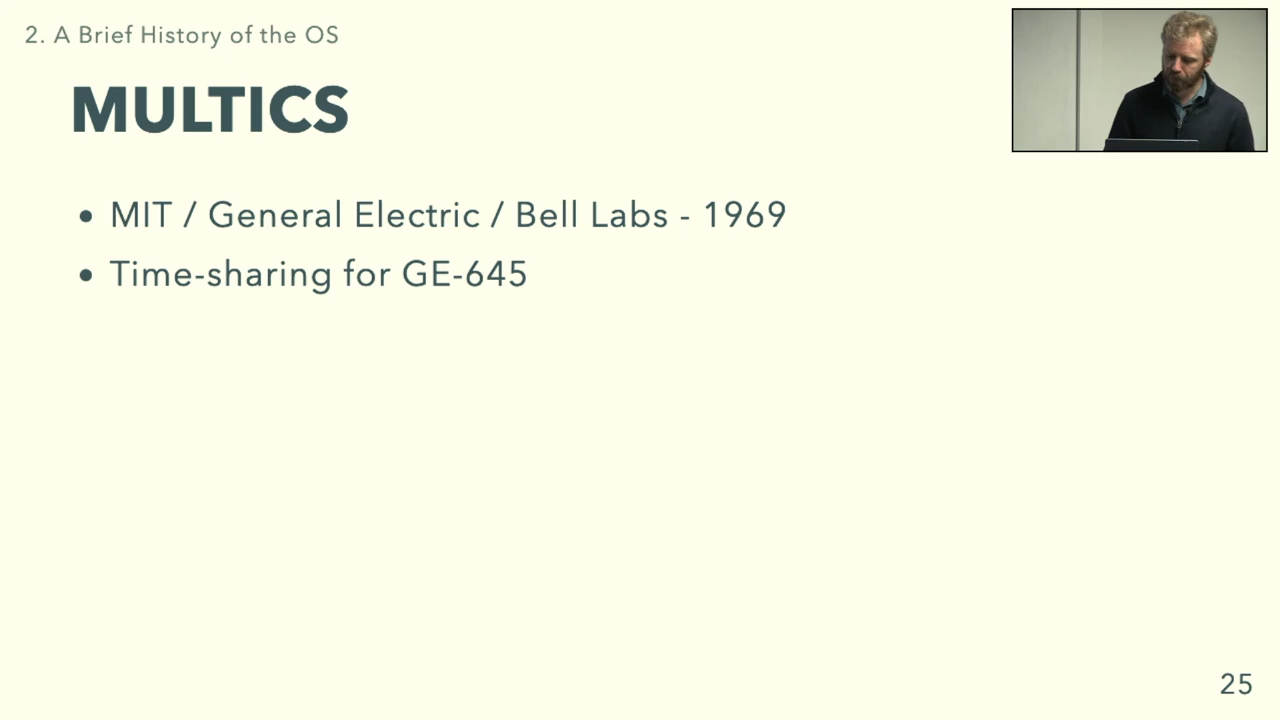 2. A Brief History of the OS
MULTICS
• MIT / General Electric / Bell Labs - 1969
• Time-sharing for GE-645
25